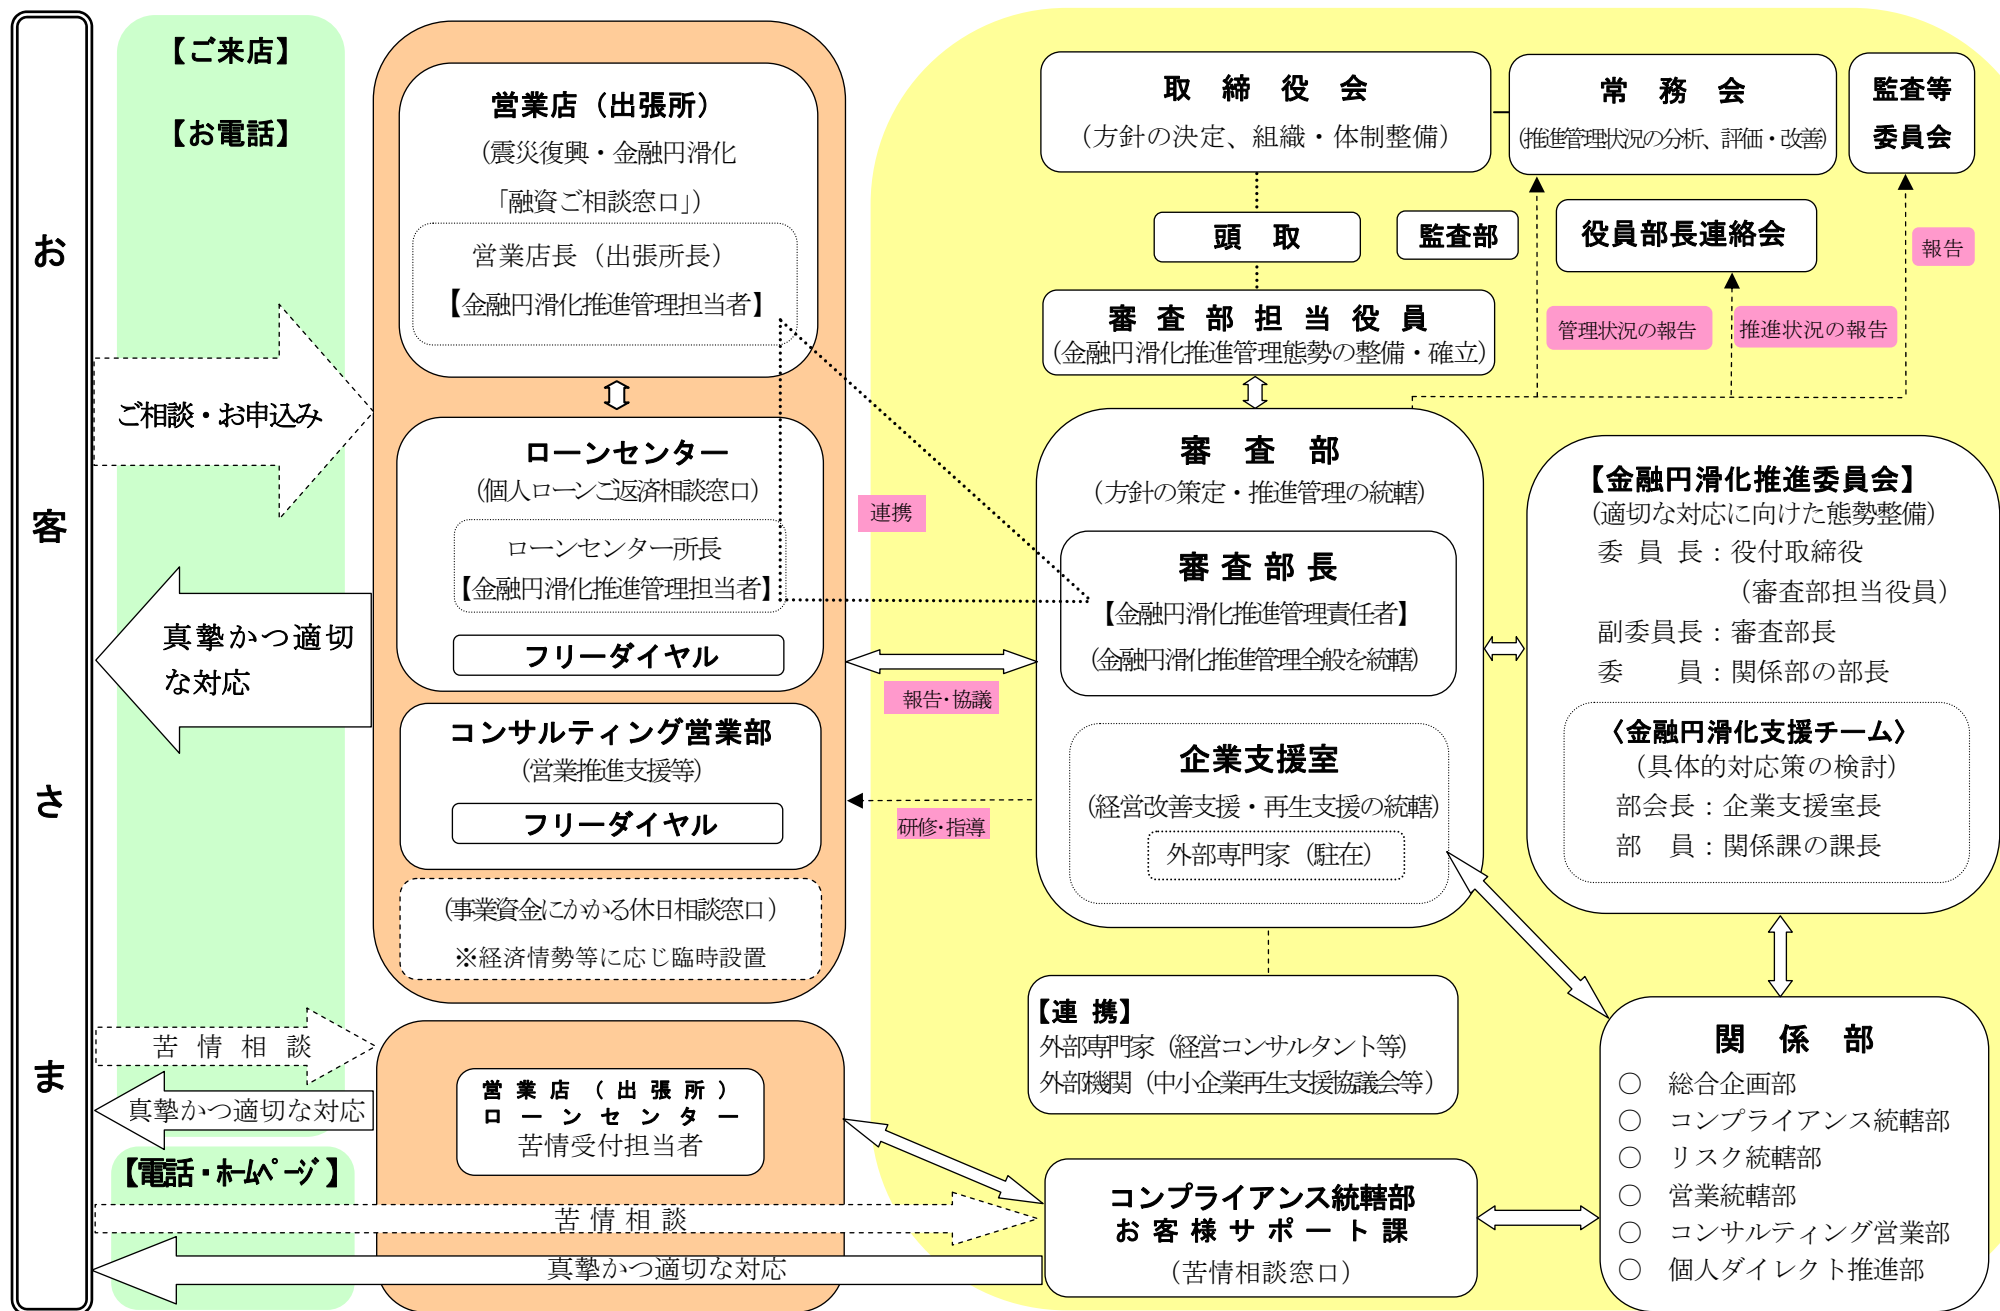 お
客
さ
ま
【ご来店】
【お電話】
ご相談・お申込み
真摯かつ適切
な対応
苦 情 相 談
真摯かつ適切な対応
【電話・ホームページ】
苦 情 相 談
真摯かつ適切な対応
営業店（出張所）
（震災復興・金融円滑化
「融資ご相談窓口」）
営業店長（出張所長）
【金融円滑化推進管理担当者】
ローンセンター
（個人ローンご返済相談窓口）
ローンセンター所長
【金融円滑化推進管理担当者】
フリーダイヤル
コンサルティング営業部
（営業推進支援等）
フリーダイヤル
（事業資金にかかる休日相談窓口）
※経済情勢等に応じ臨時設置
営 業 店 （ 出 張 所 ）
ロ ー ン セ ン タ ー
苦情受付担当者
連携
報告・協議
研修・指導
取 締 役 会
（方針の決定、組織・体制整備）
常 務 会
（推進管理状況の分析、評価・改善）
監査等
委員会
頭 取
監査部
役員部長連絡会
報告
審 査 部 担 当 役 員
（金融円滑化推進管理態勢の整備・確立）
管理状況の報告
推進状況の報告
審 査 部
（方針の策定・推進管理の統轄）
審 査 部 長
【金融円滑化推進管理責任者】
（金融円滑化推進管理全般を統轄）
企業支援室
（経営改善支援・再生支援の統轄）
外部専門家（駐在）
【金融円滑化推進委員会】
（適切な対応に向けた態勢整備）
委 員 長：役付取締役
（審査部担当役員）
副委員長：審査部長
委 員：関係部の部長
〈金融円滑化支援チーム〉
（具体的対応策の検討）
部会長：企業支援室長
部 員：関係課の課長
【連 携】
外部専門家（経営コンサルタント等）
外部機関（中小企業再生支援協議会等）
コンプライアンス統轄部
お 客 様 サ ポ ー ト 課
（苦情相談窓口）
関 係 部
○ 総合企画部
○ コンプライアンス統轄部
○ リスク統轄部
○ 営業統轄部
○ コンサルティング営業部
○ 個人ダイレクト推進部